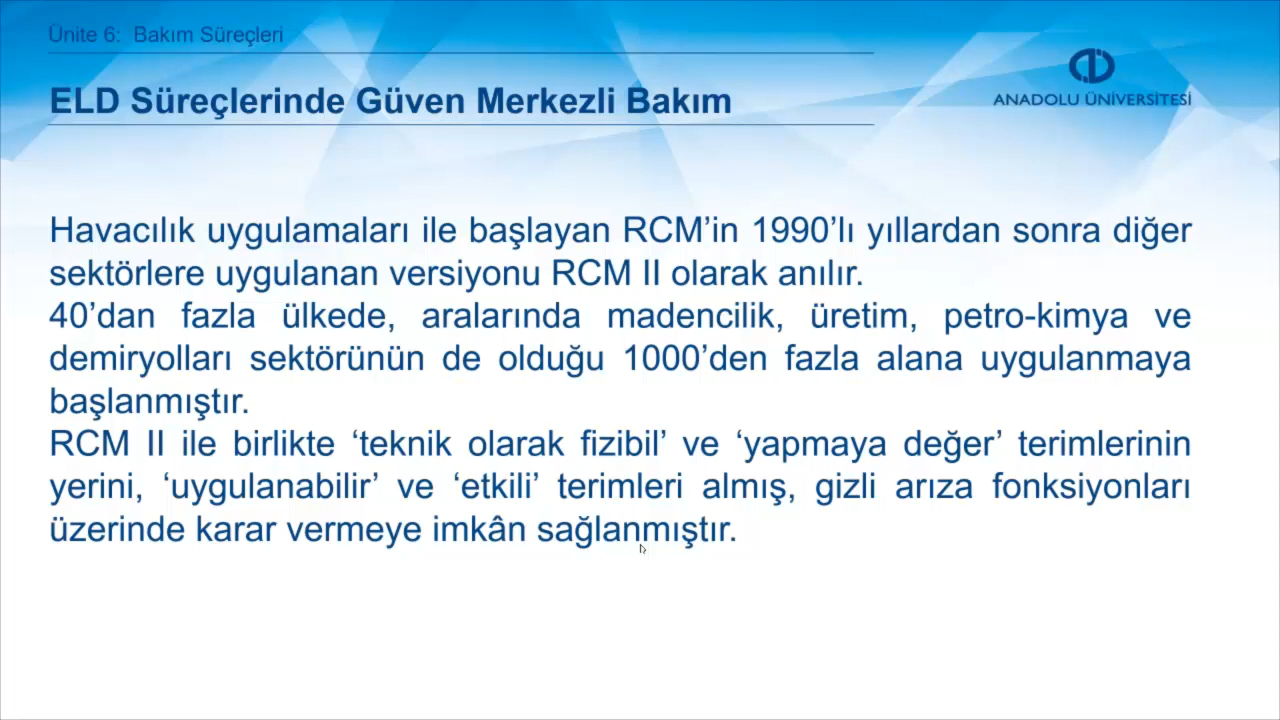 Ünite 6: Bakım Süreçleri
ELD Süreçlerinde Güven Merkezli Bakım
ANADOLU ÜNİVERSİTESİ
Havacılık uygulamaları ile başlayan RCM’in 1990’lı yıllardan sonra diğer
sektörlere uygulanan versiyonu RCM II olarak anılır.
40’dan fazla ülkede, aralarında madencilik, üretim, petro-kimya ve
demiryolları sektörünün de olduğu 1000’den fazla alana uygulanmaya
başlanmıştır.
RCM II ile birlikte ‘teknik olarak fizibil’ ve ‘yapmaya değer’ terimlerinin
yerini, ‘uygulanabilir’ ve ‘etkili’ terimleri almış, gizli arıza fonksiyonları
üzerinde karar vermeye imkân sağlanmıştır.